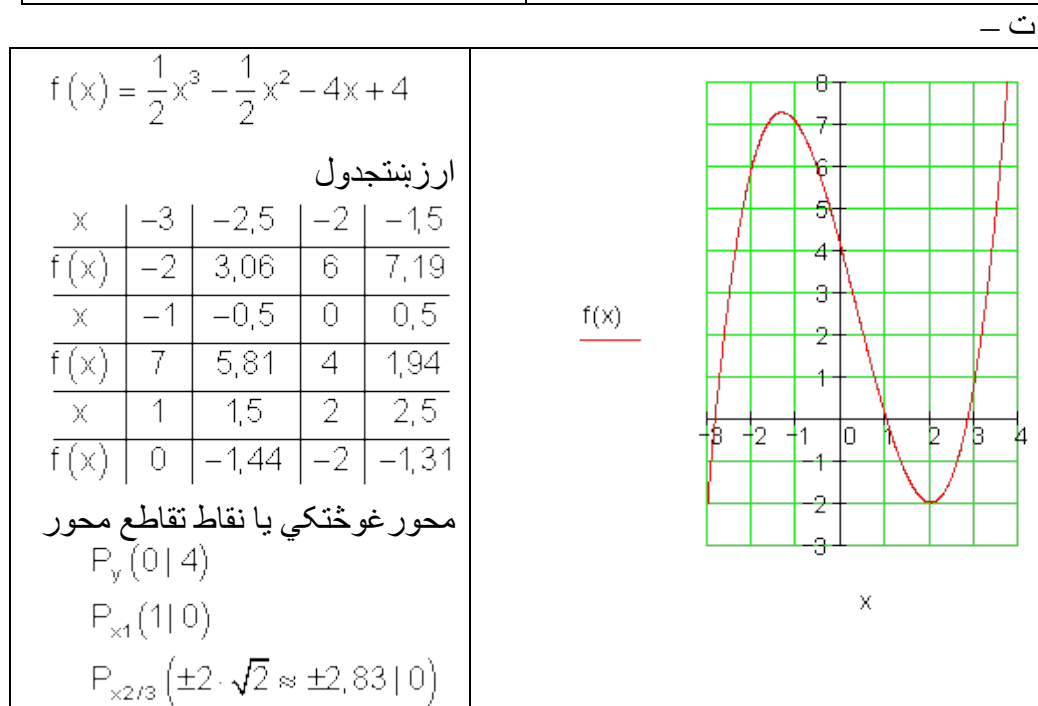 ت –
f(x) = 1/2 x³ − 1/2 x² − 4x + 4
ارزښتجدول
x | −3 | −2,5 | −2 | −1,5
f(x) | −2 | 3,06 | 6 | 7,19
x | −1 | −0,5 | 0 | 0,5
f(x) | 7 | 5,81 | 4 | 1,94
x | 1 | 1,5 | 2 | 2,5
f(x) | 0 | −1,44 | −2 | −1,31
محور غوڅتکي يا نقاط تقاطع محور
P_y (0 | 4)
P_x1 (1 | 0)
P_x2/3 (±2 · √2 ≈ ±2,83 | 0)
8
7
6
5
4
3
2
1
−3 −2 −1 0 1 2 3 4
−1
−2
−3
f(x)
x